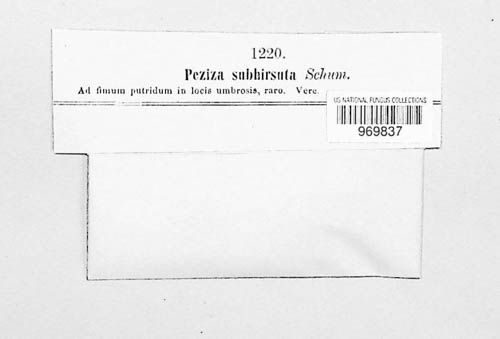 1220.
Peziza subhirsuta Schum.
Ad fimum putridum in locis umbrosis, raro. Vere.
US NATIONAL FUNGUS COLLECTIONS
969837